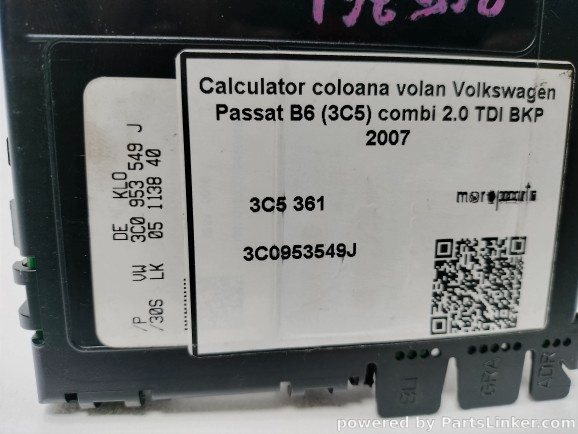 Calculator coloana volan Volkswagen
Passat B6 (3C5) combi 2.0 TDI BKP
2007
3C5 361
3C0953549J
DE KLO
VW 3C0 953 549 J
/P
/30S LK 05 1138 40
GRA
powered by PartsLinker.com